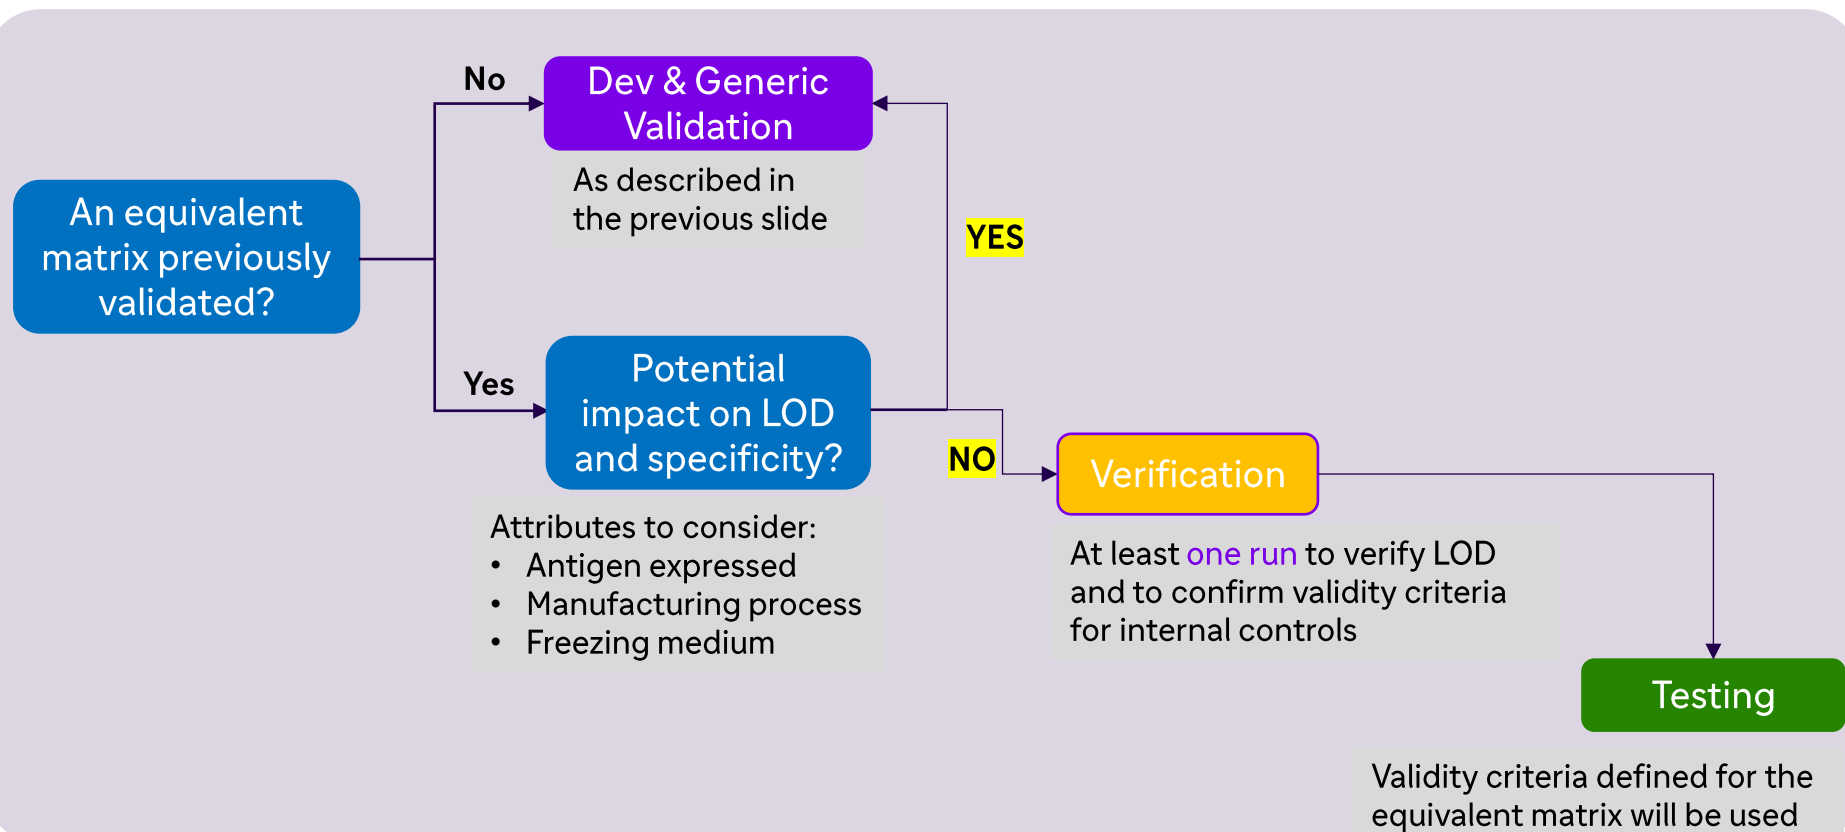 No
Dev & Generic
Validation
As described in
the previous slide
An equivalent
matrix previously
validated?
YES
Yes
Potential
impact on LOD
and specificity?
NO
Verification
Attributes to consider:
• Antigen expressed
• Manufacturing process
• Freezing medium
At least one run to verify LOD
and to confirm validity criteria
for internal controls
Testing
Validity criteria defined for the
equivalent matrix will be used